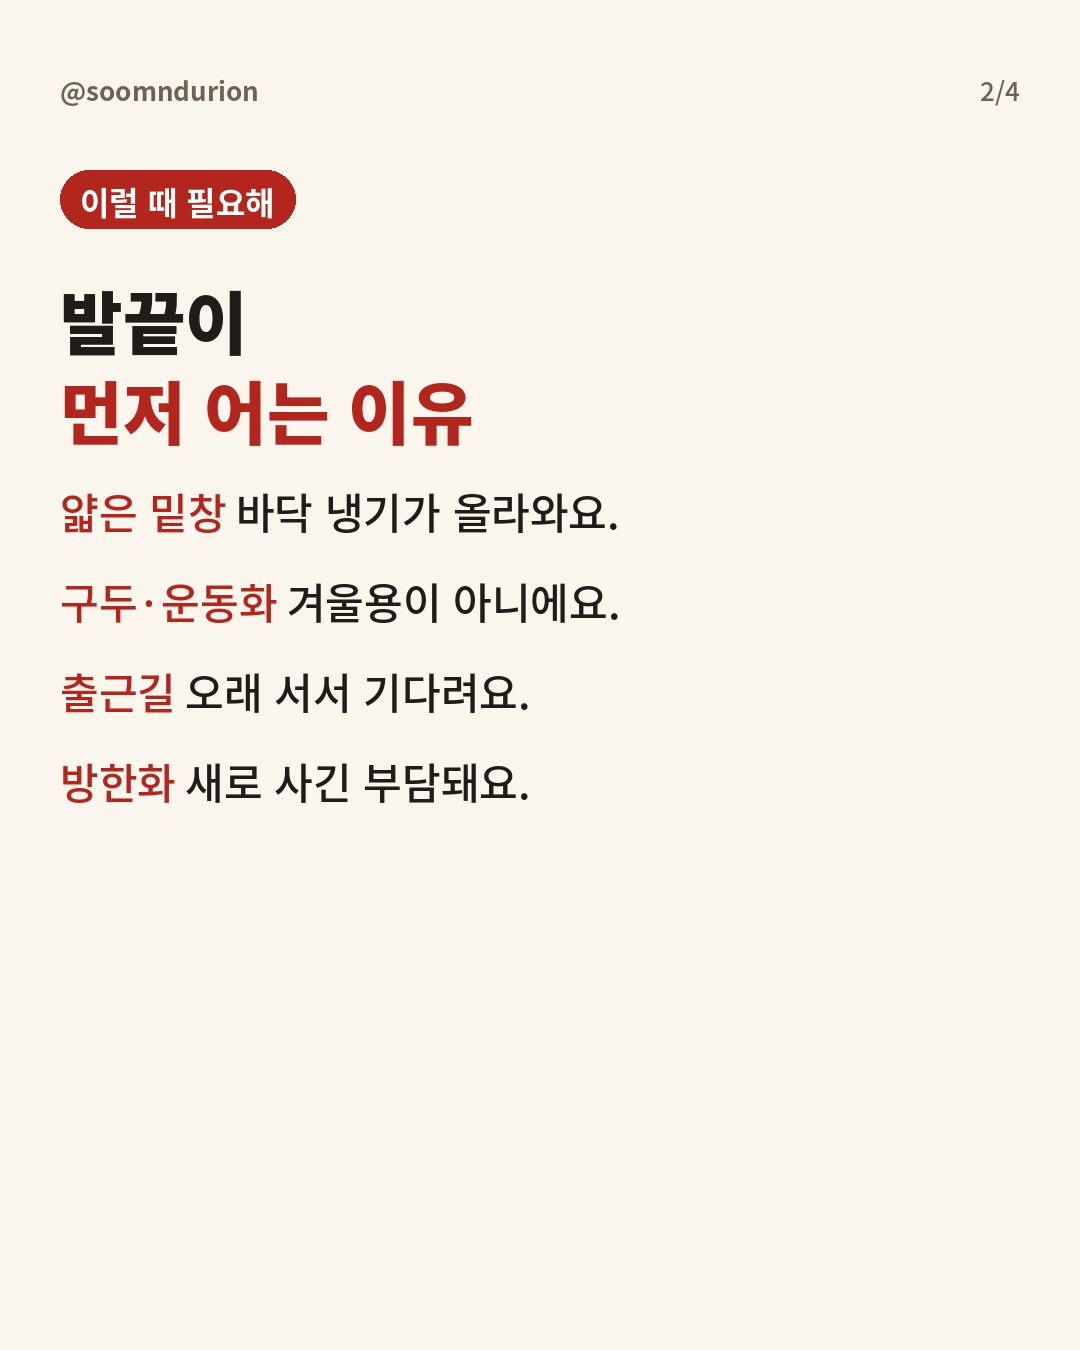 @soomndurion
2/4
이럴 때 필요해
발끝이
먼저 어는 이유
얇은 밑창 바닥 냉기가 올라와요.
구두·운동화 겨울용이 아니에요.
출근길 오래 서서 기다려요.
방한화 새로 사긴 부담돼요.